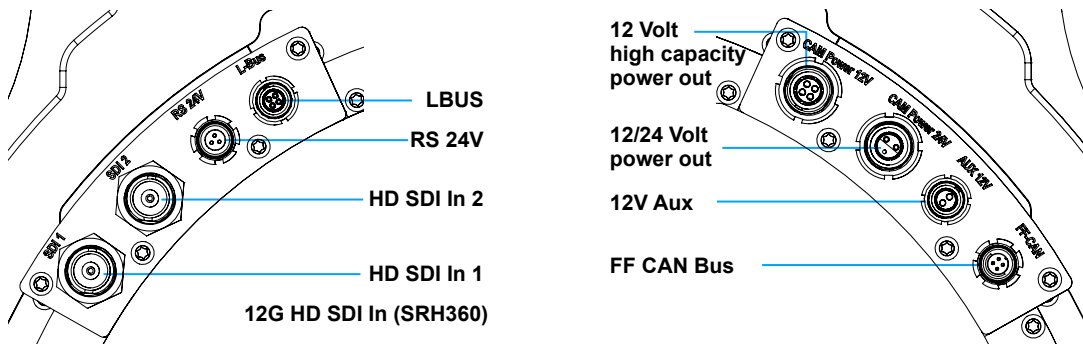 L-Bus
RS 24V
SDI 2
SDI 1
LBUS
RS 24V
HD SDI In 2
HD SDI In 1
12G HD SDI In (SRH360)
12 Volt
high capacity
power out
12/24 Volt
power out
12V Aux
FF CAN Bus
CAM Power 12V
CAM Power 24V
AUX 12V
FF-CAN